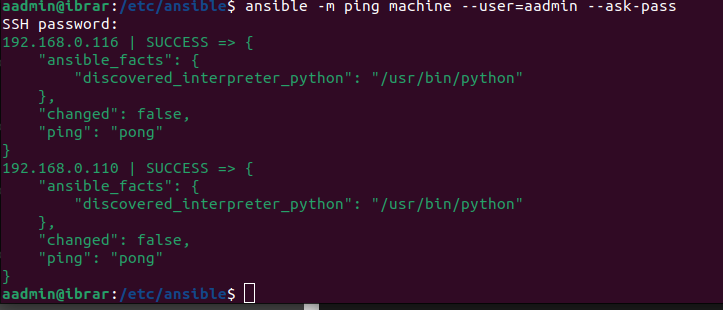 aadmin@ibrar:/etc/ansible$ ansible -m ping machine --user=aadmin --ask-pass
SSH password:
192.168.0.116 | SUCCESS => {
    "ansible_facts": {
        "discovered_interpreter_python": "/usr/bin/python"
    },
    "changed": false,
    "ping": "pong"
}
192.168.0.110 | SUCCESS => {
    "ansible_facts": {
        "discovered_interpreter_python": "/usr/bin/python"
    },
    "changed": false,
    "ping": "pong"
}
aadmin@ibrar:/etc/ansible$